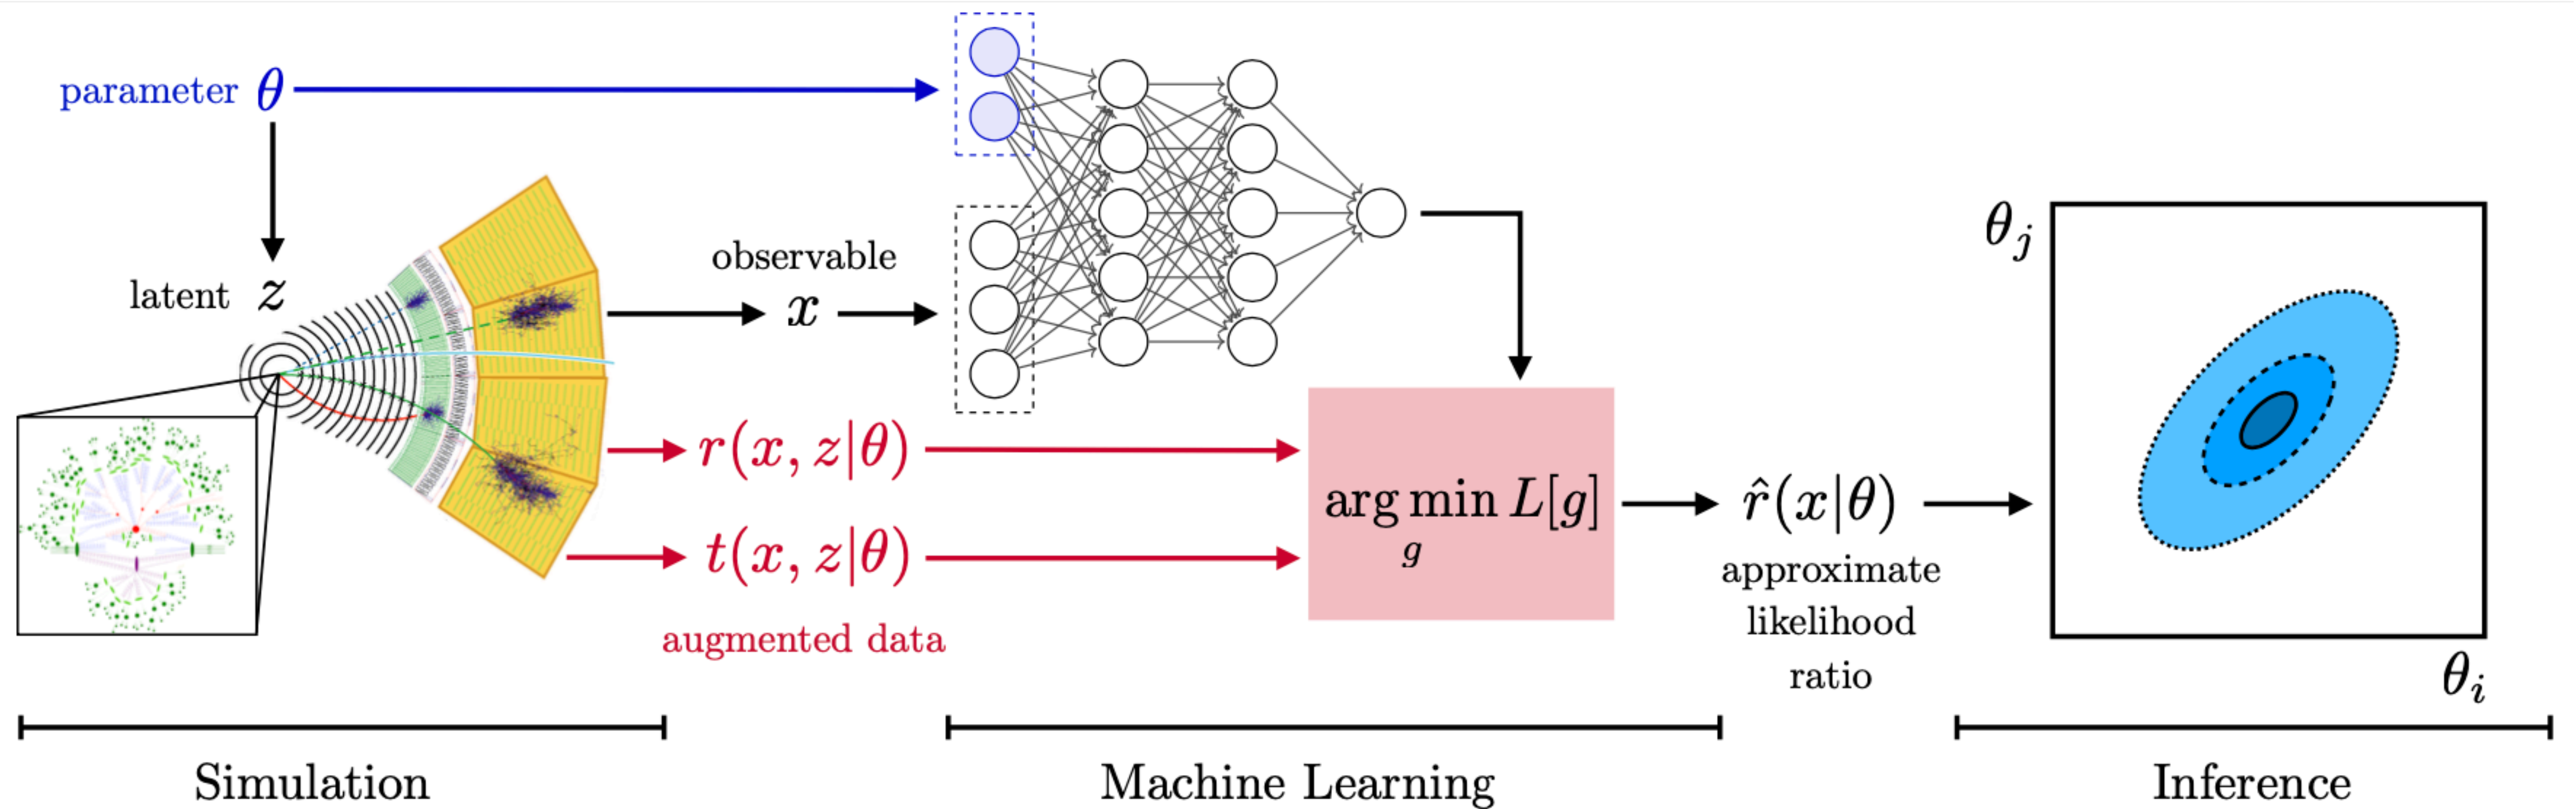 parameter θ
latent z
observable
x
r(x, z|θ)
t(x, z|θ)
augmented data
arg min L[g]
g
r̂(x|θ)
approximate
likelihood
ratio
θj
θi
Simulation
Machine Learning
Inference